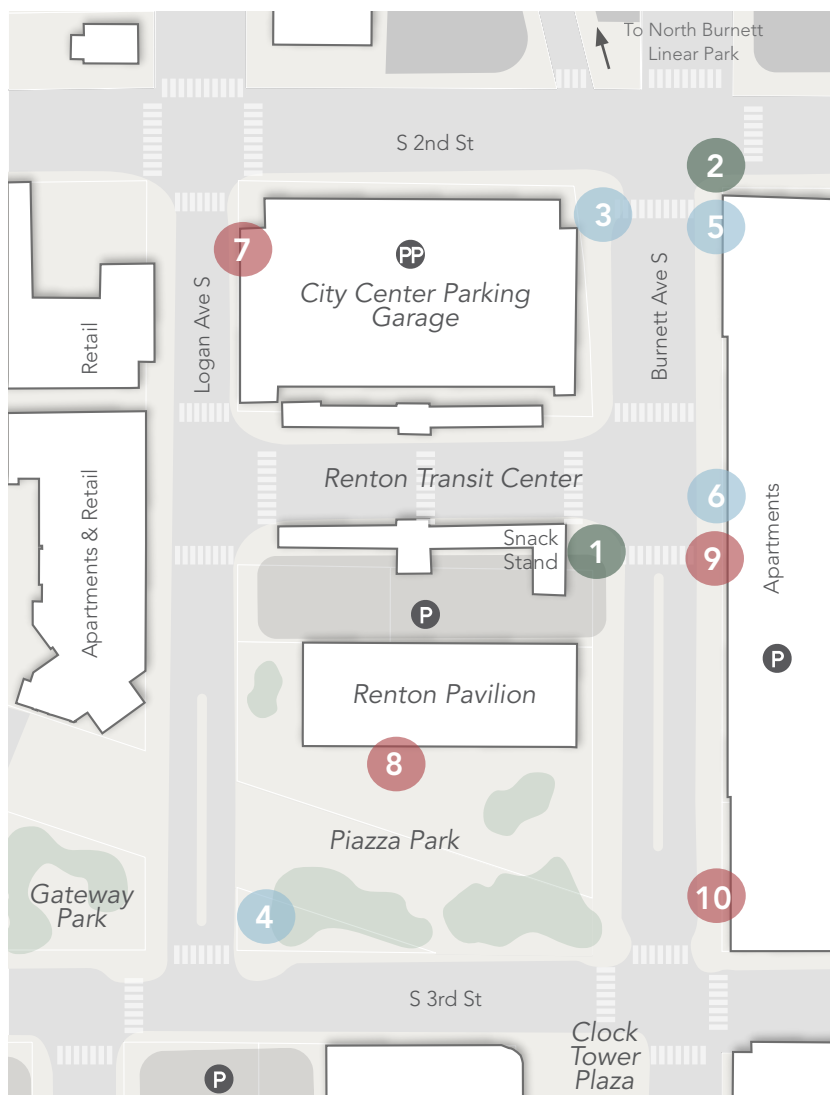 To North Burnett
Linear Park
S 2nd St
2
3
5
7
PP
City Center Parking
Garage
Logan Ave S
Burnett Ave S
Retail
Renton Transit Center
6
Apartments & Retail
Apartments
Snack
Stand
1
9
P
P
Renton Pavilion
8
Piazza Park
Gateway
Park
4
10
S 3rd St
Clock
Tower
Plaza
P